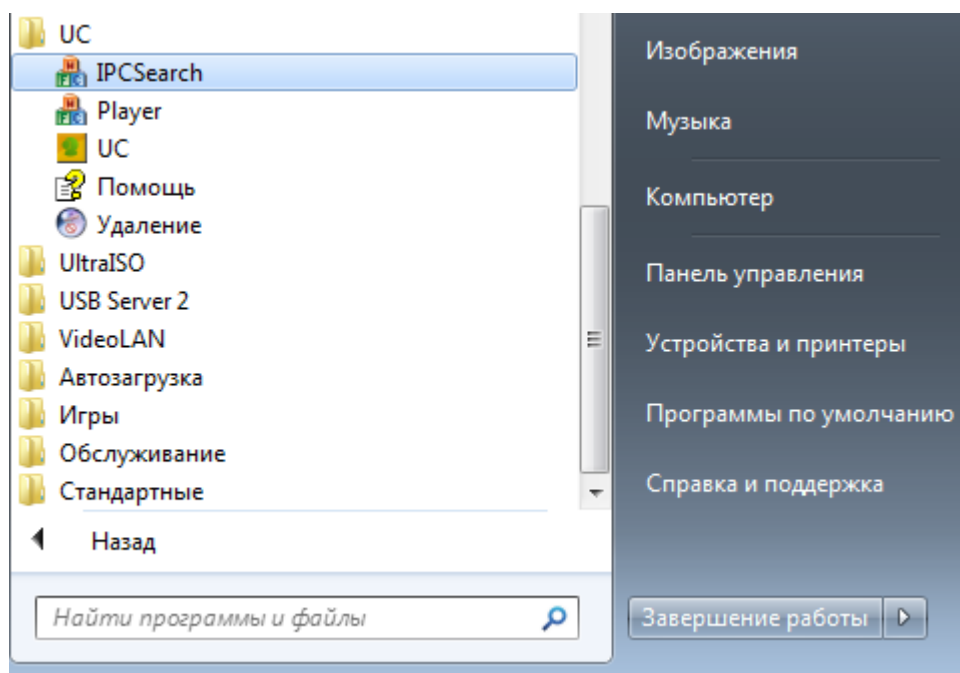 UC
IPCSearch
Player
UC
Помощь
Удаление
UltraISO
USB Server 2
VideoLAN
Автозагрузка
Игры
Обслуживание
Стандартные
Назад
Найти программы и файлы
Изображения
Музыка
Компьютер
Панель управления
Устройства и принтеры
Программы по умолчанию
Справка и поддержка
Завершение работы